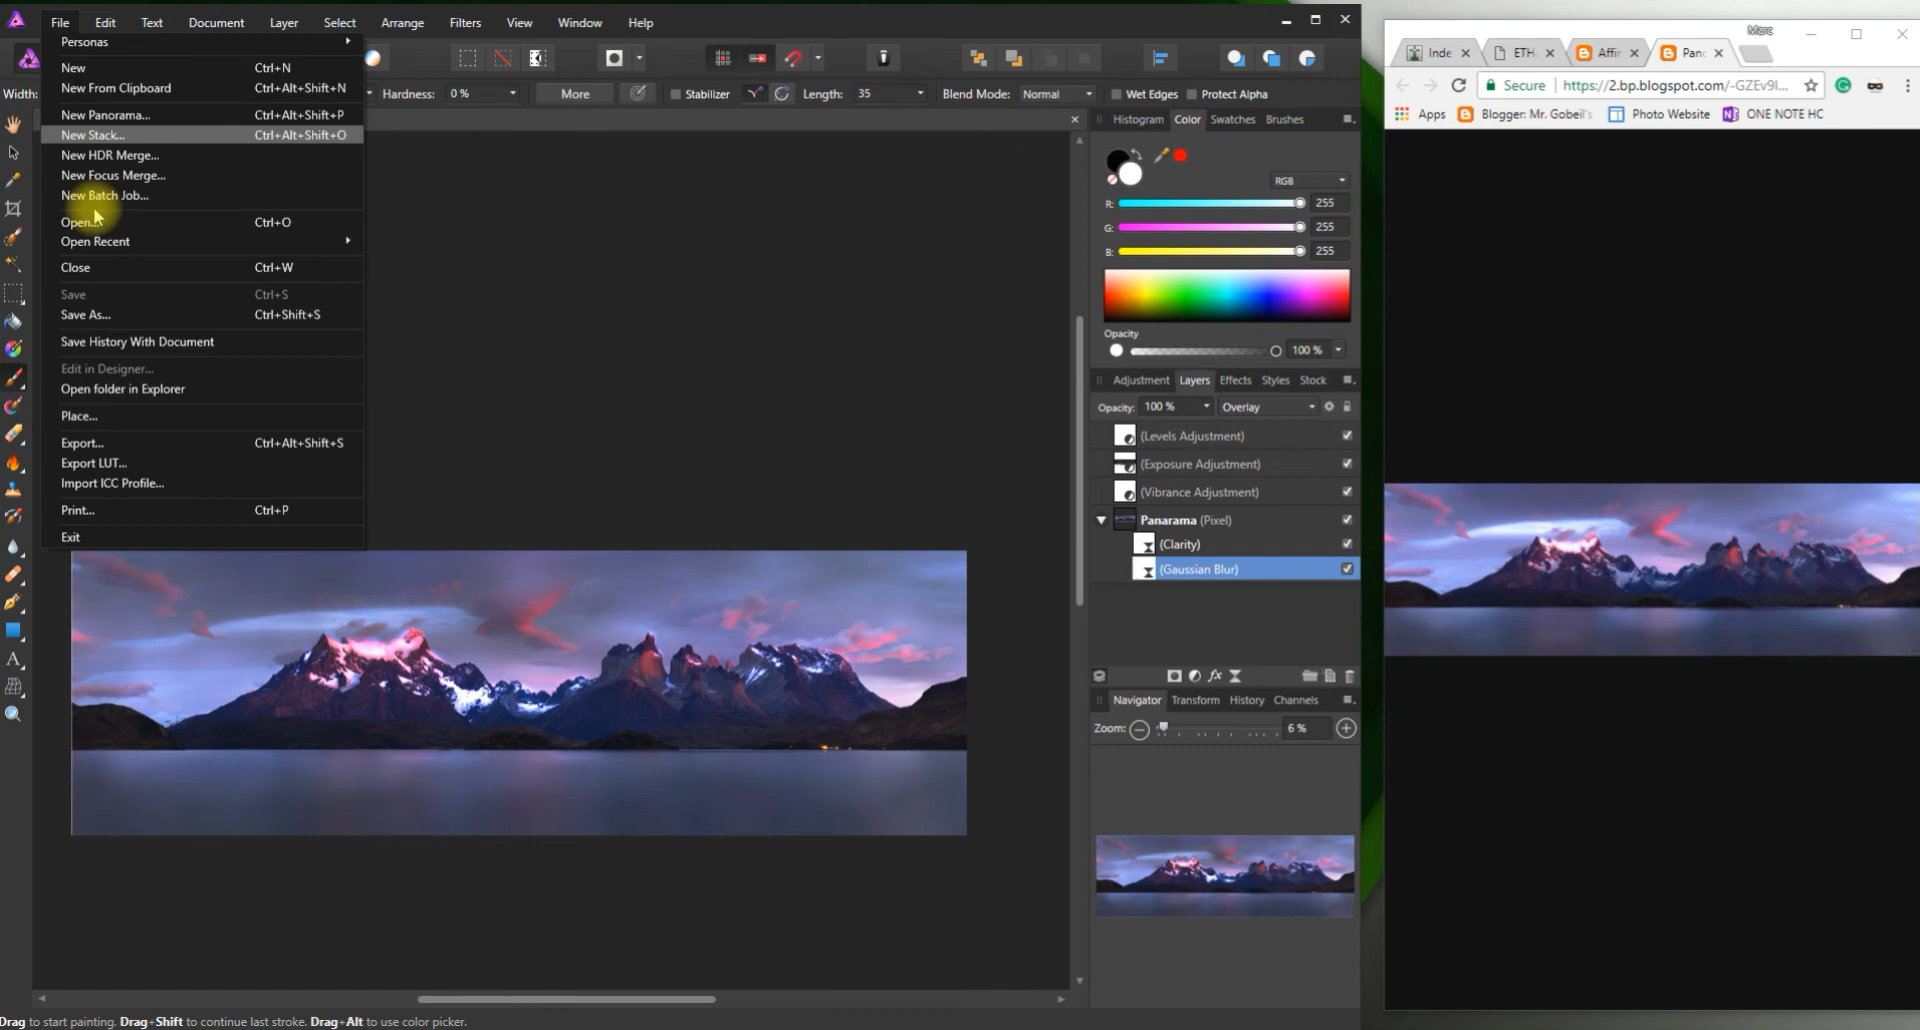 File Edit Text Document Layer Select Arrange Filters View Window Help
Personas
New Ctrl+N
New From Clipboard Ctrl+Alt+Shift+N
New Panorama... Ctrl+Alt+Shift+P
New Stack... Ctrl+Alt+Shift+O
New HDR Merge...
New Focus Merge...
New Batch Job...
Open... Ctrl+O
Open Recent
Close Ctrl+W
Save Ctrl+S
Save As... Ctrl+Shift+S
Save History With Document
Edit in Designer...
Open folder in Explorer
Place...
Export... Ctrl+Alt+Shift+S
Export LUT...
Import ICC Profile...
Print... Ctrl+P
Exit
Width: Hardness: 0 % More Stabilizer Length: 35 Blend Mode: Normal Wet Edges Protect Alpha
Histogram Color Swatches Brushes
RGB
R: 255
G: 255
B: 255
Opacity
100 %
Adjustment Layers Effects Styles Stock
Opacity: 100 % Overlay
(Levels Adjustment)
(Exposure Adjustment)
(Vibrance Adjustment)
Panarama (Pixel)
(Clarity)
(Gaussian Blur)
fx
Navigator Transform History Channels
Zoom: 6 %
Drag to start painting. Drag+Shift to continue last stroke. Drag+Alt to use color picker.
Marc
Inde ETH Affin Panc
Secure https://2.bp.blogspot.com/-GZEv9l...
Apps Blogger: Mr. Gobeil's Photo Website ONE NOTE HC